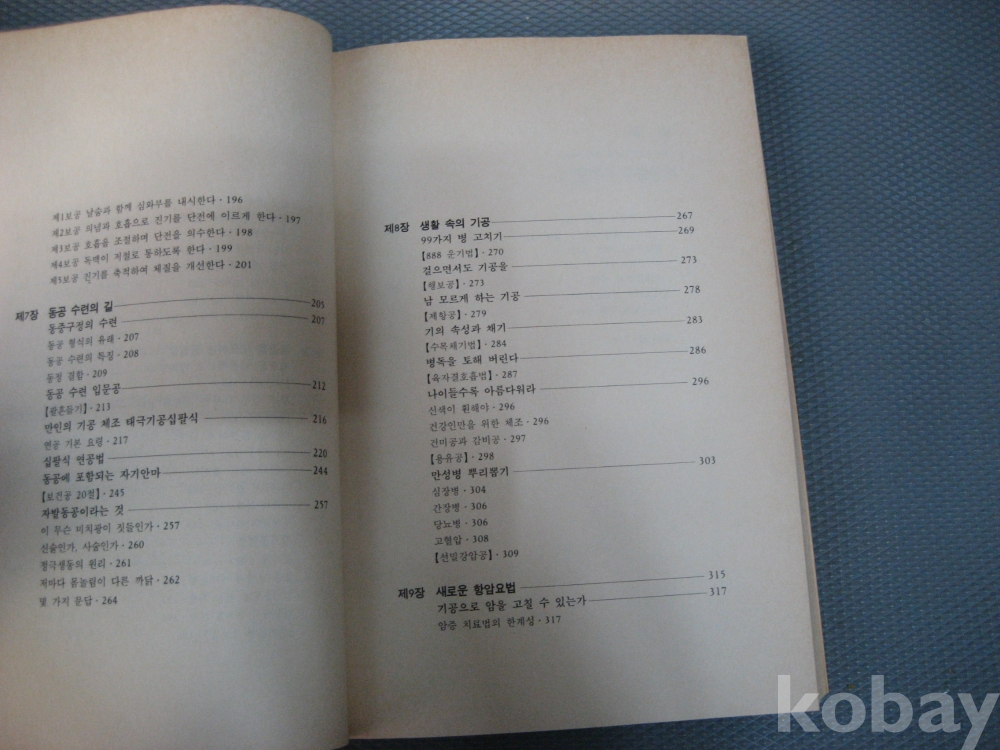 제1보공 날숨과 함께 심와부를 내시한다 · 196
제2보공 의념과 호흡으로 진기를 단전에 이르게 한다 · 197
제3보공 호흡을 조절하며 단전을 의수한다 · 198
제4보공 독맥이 저절로 통하도록 한다 · 199
제5보공 진기를 축적하여 체질을 개선한다 · 201
제7장 동공 수련의 길 205
동중구정의 수련 207
동공 형식의 유래 · 207
동공 수련의 특징 · 208
동정 결합 · 209
동공 수련 입문공 212
【팔흔들기】· 213
만인의 기공 체조 태극기공십팔식 216
연공 기본 요령 · 217
십팔식 연공법 220
동공에 포함되는 자기안마 244
【보건공 20절】· 245
자발동공이라는 것 257
이 무슨 미치광이 짓들인가 · 257
신술인가, 사술인가 · 260
정극생동의 원리 · 261
저마다 몸놀림이 다른 까닭 · 262
몇 가지 문답 · 264
제8장 생활 속의 기공 267
99가지 병 고치기 269
【888 운기법】· 270
걸으면서도 기공을 273
【행보공】· 273
남 모르게 하는 기공 278
【제항공】· 279
기의 속성과 채기 283
【수목채기법】· 284
병독을 토해 버린다 286
【육자결호흡법】· 287
나이들수록 아름다워라 296
신색이 훤해야 · 296
건강인만을 위한 체조 · 296
건미공과 감비공 · 297
【용유공】· 298
만성병 뿌리뽑기 303
심장병 · 304
간장병 · 306
당뇨병 · 306
고혈압 · 308
【선밀강압공】· 309
제9장 새로운 항암요법 315
기공으로 암을 고칠 수 있는가 317
암증 치료법의 한계성 · 317
kobay